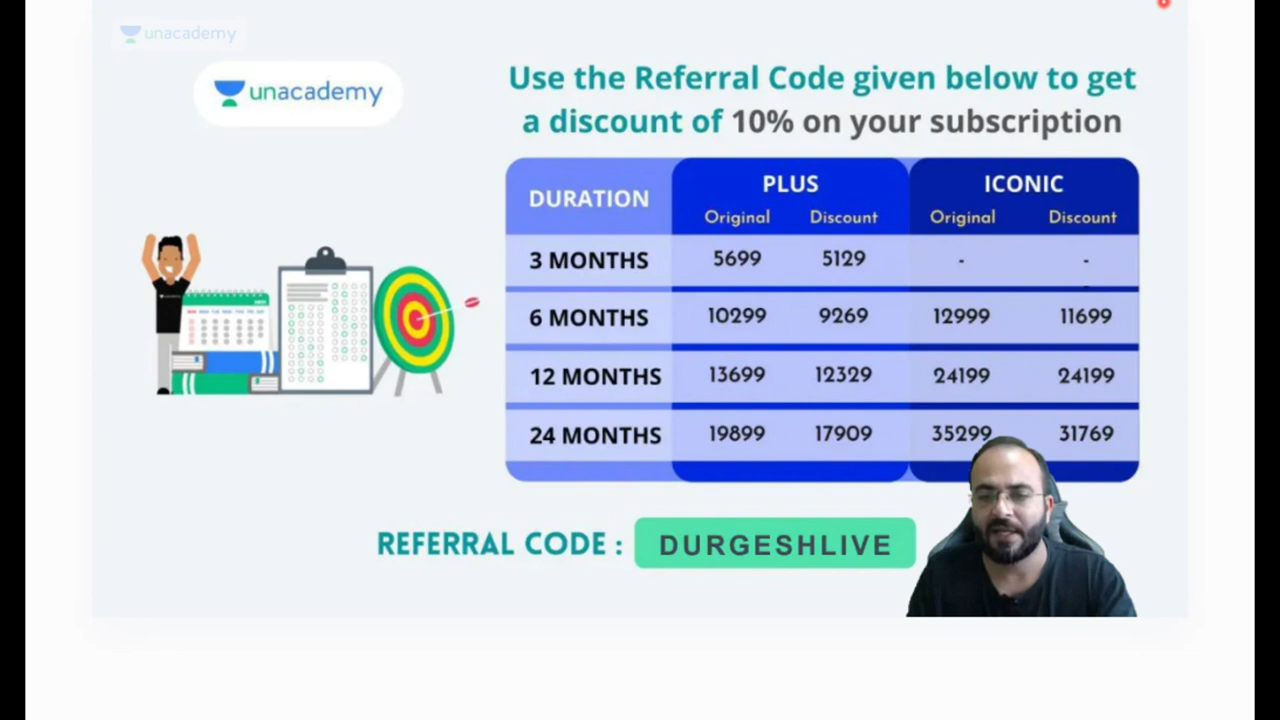 unacademy
unacademy
Use the Referral Code given below to get
a discount of 10% on your subscription
DURATION PLUS ICONIC
Original Discount Original Discount
3 MONTHS 5699 5129 - -
6 MONTHS 10299 9269 12999 11699
12 MONTHS 13699 12329 24199 24199
24 MONTHS 19899 17909 35299 31769
REFERRAL CODE : DURGESHLIVE